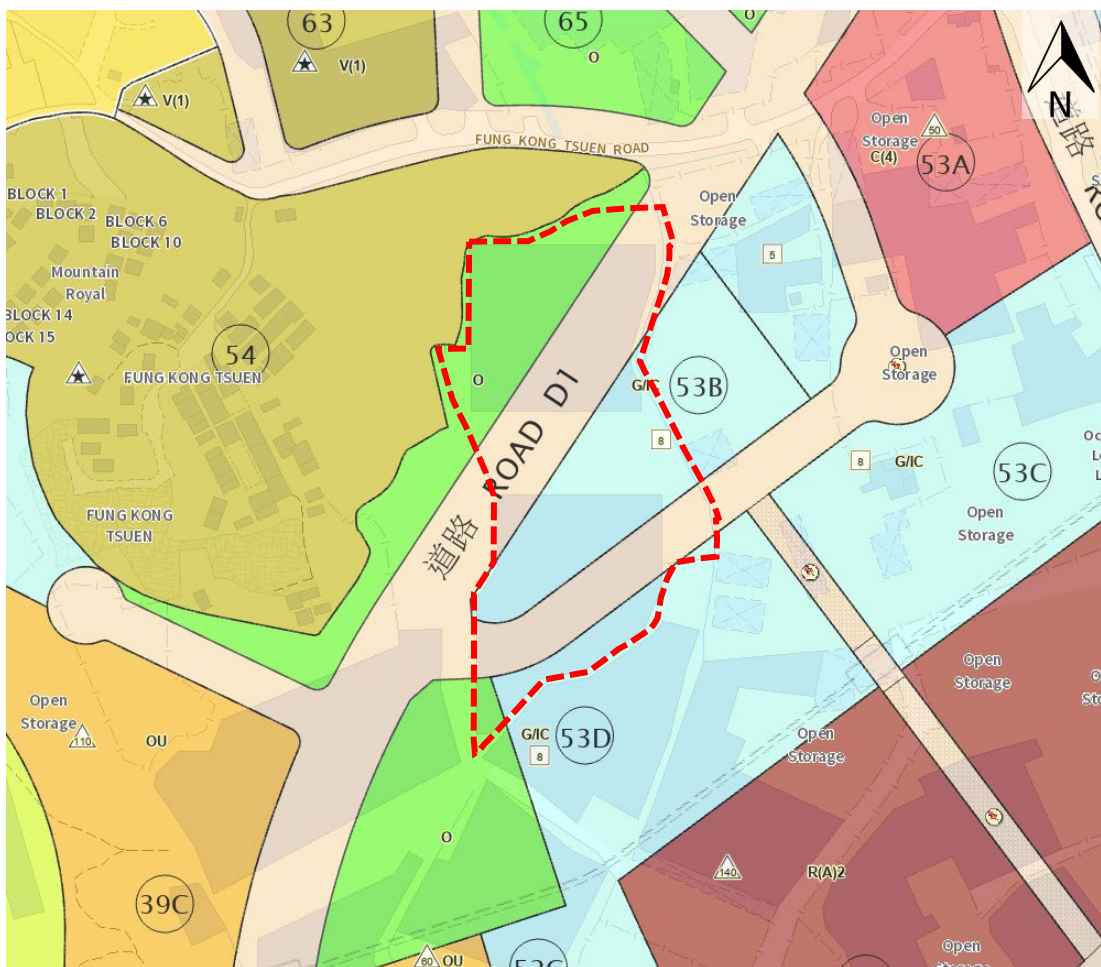 63
65
O
O
V(1)
V(1)
N
道路
FUNG KONG TSUEN ROAD
Open
Storage
50
C(4)
53A
BLOCK 1
BLOCK 2
BLOCK 6
BLOCK 10
Open
Storage
5
Mountain
Royal
BLOCK 14
OCK 15
54
FUNG KONG TSUEN
O
G/IC
53B
8
Open
Storage
道路 ROAD D1
8
G/IC
53C
Open
Storage
FUNG KONG
TSUEN
Open
Storage
110
OU
G/IC
8
53D
Open
Storage
Open
Storage
O
140
R(A)2
39C
60
OU
Open
Storage